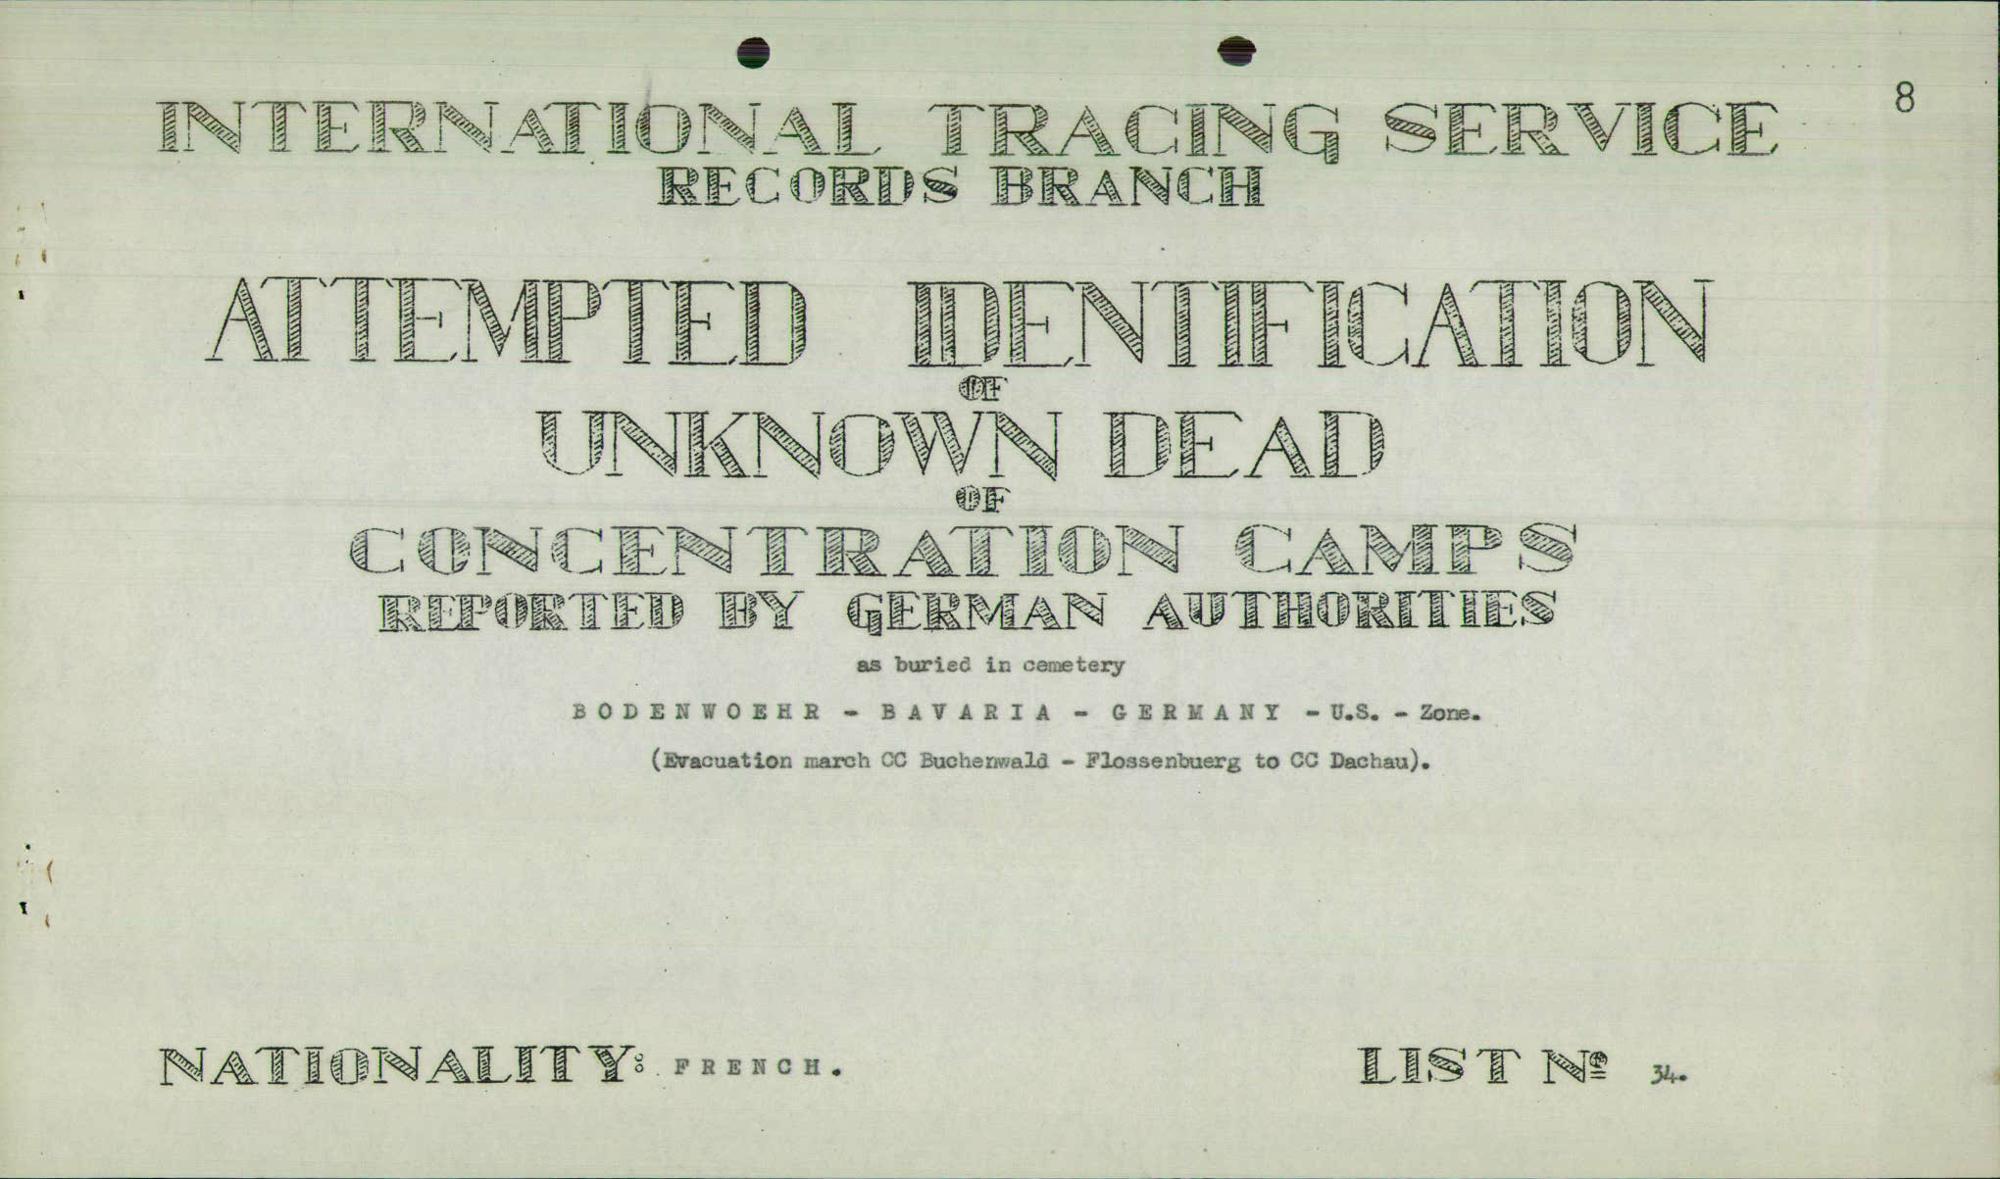 8
INTERNATIONAL TRACING SERVICE
RECORDS BRANCH
ATTEMPTED IDENTIFICATION
OF
UNKNOWN DEAD
OF
CONCENTRATION CAMPS
REPORTED BY GERMAN AUTHORITIES
as buried in cemetery
BODENWOEHR - BAVARIA - GERMANY - U.S. - Zone.
(Evacuation march CC Buchenwald - Flossenbuerg to CC Dachau).
NATIONALITY: FRENCH. LIST Nº 34.